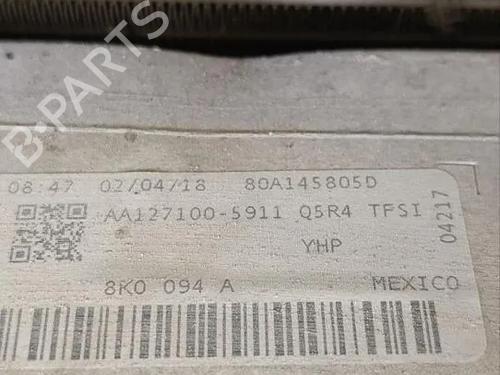 B-PARTS
08:47 02/04/18 80A145805D
AA127100-5911 Q5R4 TFSI
04217
YHP
8K0 094 A MEXICO